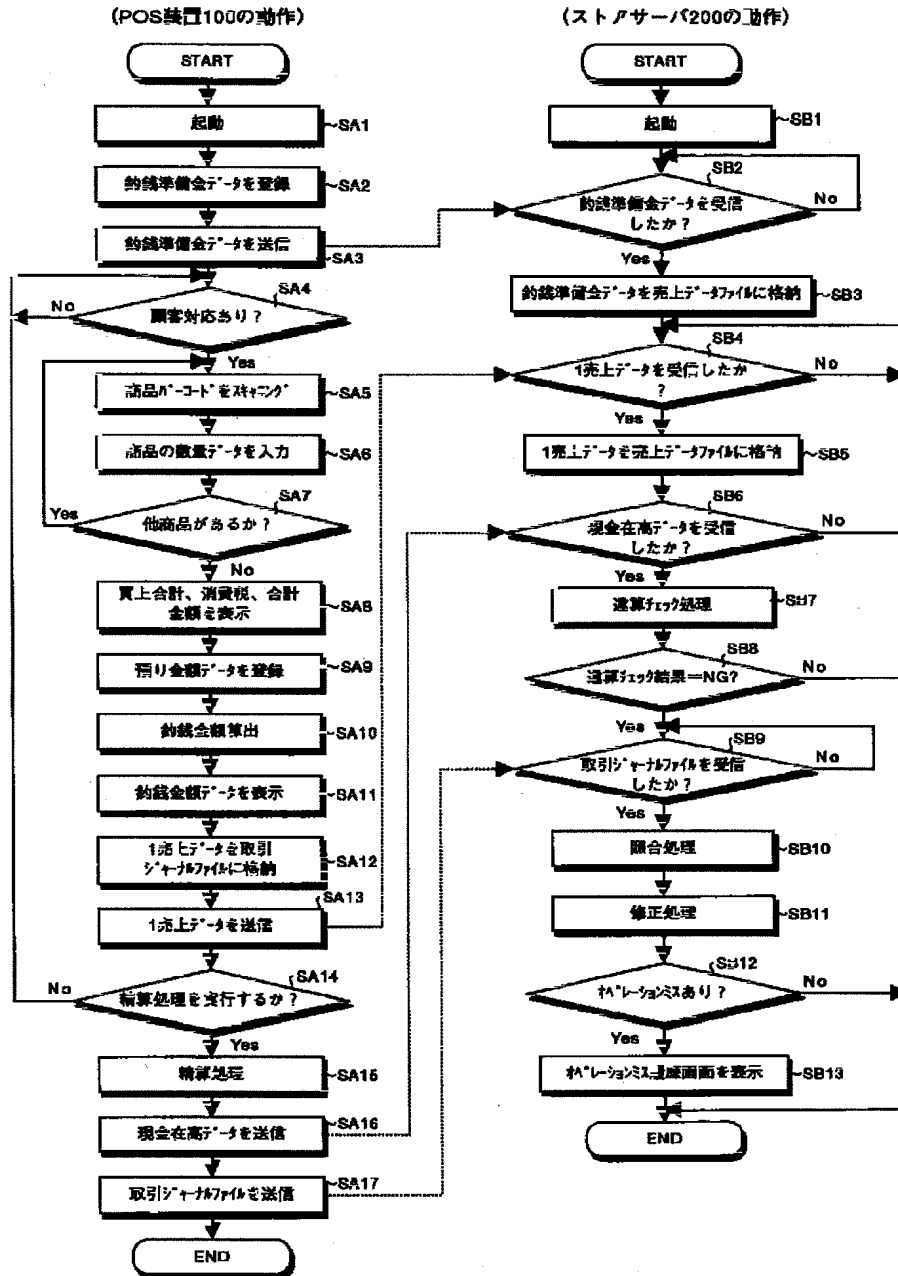 (POS装置100の動作)
START
起動
SA1
釣銭準備金データを登録
SA2
釣銭準備金データを送信
SA3
SA4
顧客対応あり?
No
Yes
商品バーコードをスキャニング
SA5
商品の数量データを入力
SA6
SA7
他商品があるか?
Yes
No
買上合計、消費税、合計
金額を表示
SA8
預り金額データを登録
SA9
釣銭金額算出
SA10
釣銭金額データを表示
SA11
1売上データを取引
ジャーナルファイルに格納
SA12
SA13
1売上データを送信
SA14
精算処理を実行するか?
No
Yes
精算処理
SA15
現金在高データを送信
SA16
取引ジャーナルファイルを送信
SA17
END
(ストアサーバ200の動作)
START
起動
SB1
SB2
釣銭準備金データを受信
したか?
No
Yes
釣銭準備金データを売上データファイルに格納
SB3
SB4
1売上データを受信したか
?
No
Yes
1売上データを売上データファイルに格納
SB5
SB6
現金在高データを受信
したか?
No
Yes
違算チェック処理
SB7
SB8
違算チェック結果=NG?
No
Yes
SB9
取引ジャーナルファイルを受信
したか?
No
Yes
照合処理
SB10
修正処理
SB11
SB12
オペレーションミスあり?
No
Yes
オペレーションミス登録画面を表示
SB13
END